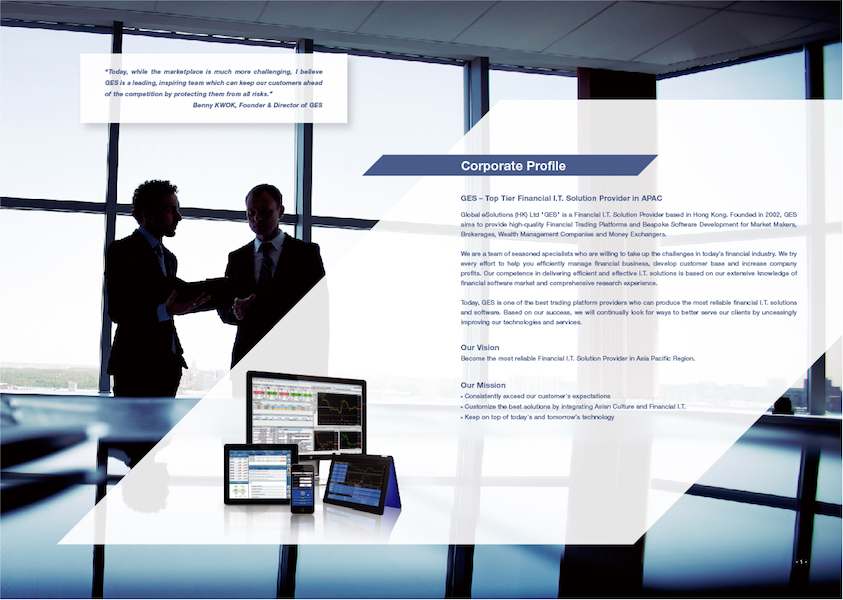 "Today, while the marketplace is much more challenging, I believe
GES is a leading, inspiring team which can keep our customers ahead
of the competition by protecting them from all risks."
Benny KWOK, Founder & Director of GES
Corporate Profile
GES – Top Tier Financial I.T. Solution Provider in APAC
Global eSolutions (HK) Ltd "GES" is a Financial I.T. Solution Provider based in Hong Kong. Founded in 2002, GES
aims to provide high-quality Financial Trading Platforms and Bespoke Software Development for Market Makers,
Brokerages, Wealth Management Companies and Money Exchangers.
We are a team of seasoned specialists who are willing to take up the challenges in today's financial industry. We try
every effort to help you efficiently manage financial business, develop customer base and increase company
profits. Our competence in delivering efficient and effective I.T. solutions is based on our extensive knowledge of
financial software market and comprehensive research experience.
Today, GES is one of the best trading platform providers who can produce the most reliable financial I.T. solutions
and software. Based on our success, we will continually look for ways to better serve our clients by unceasingly
improving our technologies and services.
Our Vision
Become the most reliable Financial I.T. Solution Provider in Asia Pacific Region.
Our Mission
• Consistently exceed our customer's expectations
• Customize the best solutions by integrating Asian Culture and Financial I.T.
• Keep on top of today's and tomorrow's technology
• 1 •